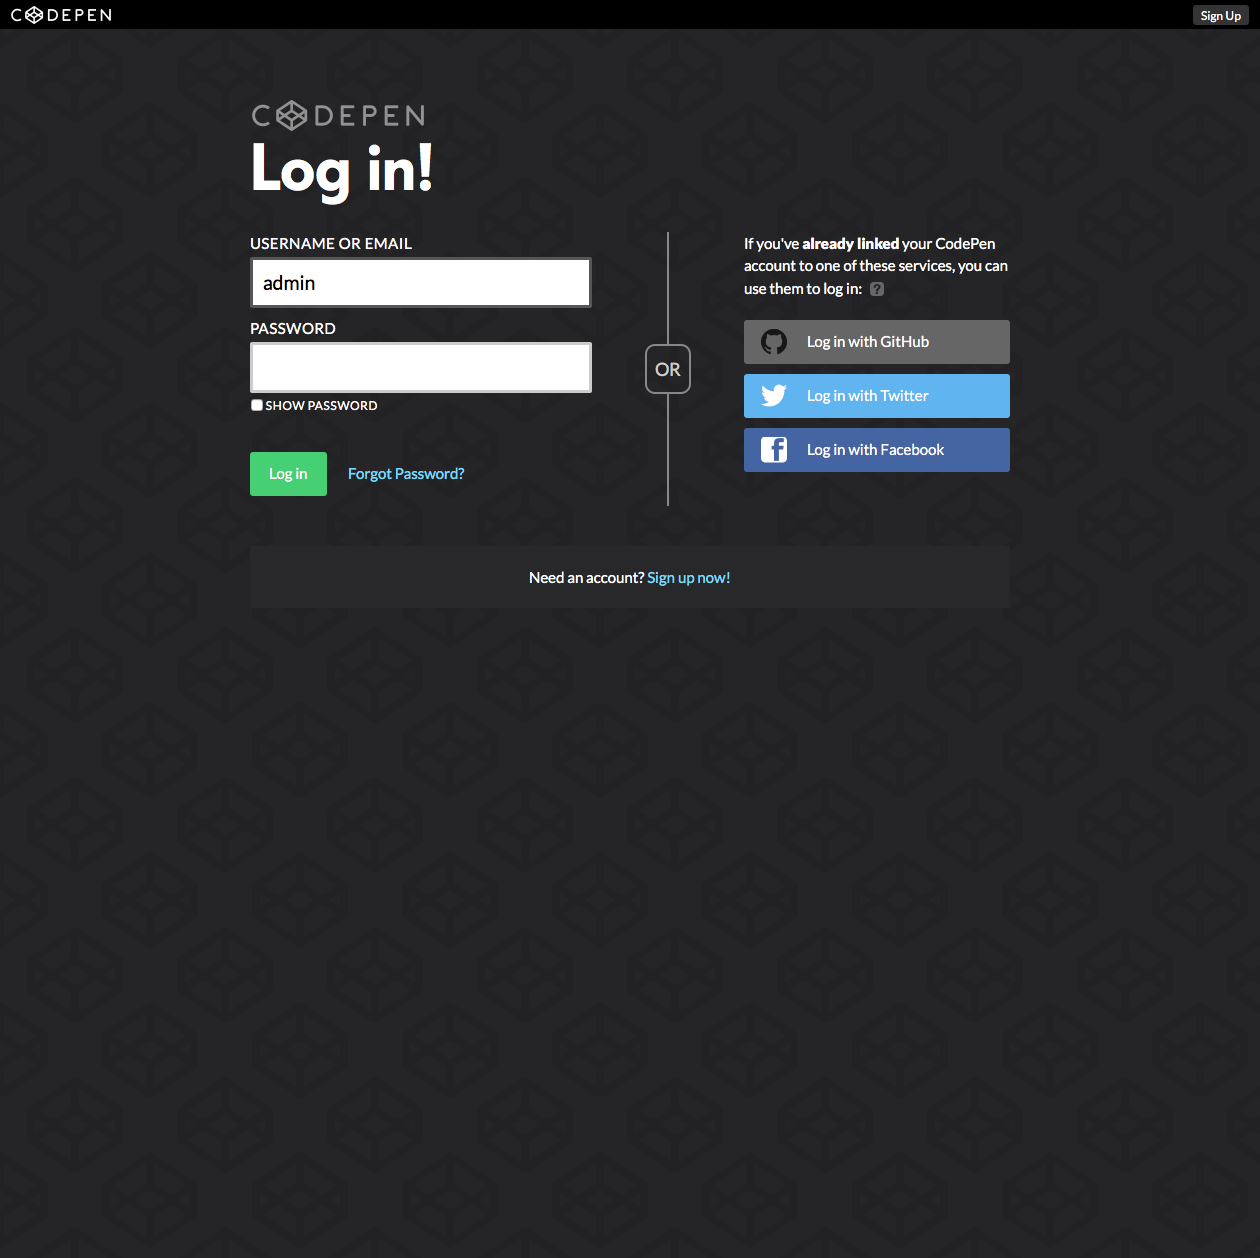 CODEPEN
Sign Up
CODEPEN
Log in!
USERNAME OR EMAIL
admin
PASSWORD
SHOW PASSWORD
Log in
Forgot Password?
OR
If you've already linked your CodePen
account to one of these services, you can
use them to log in: ?
Log in with GitHub
Log in with Twitter
Log in with Facebook
Need an account? Sign up now!